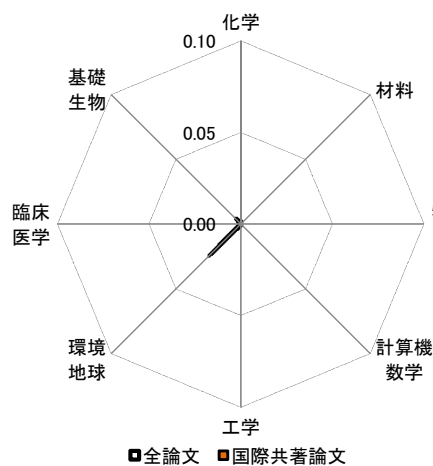 化学
0.10
基礎
生物
材料
0.05
臨床
医学
0.00
環境
地球
計算機
数学
工学
全論文 国際共著論文